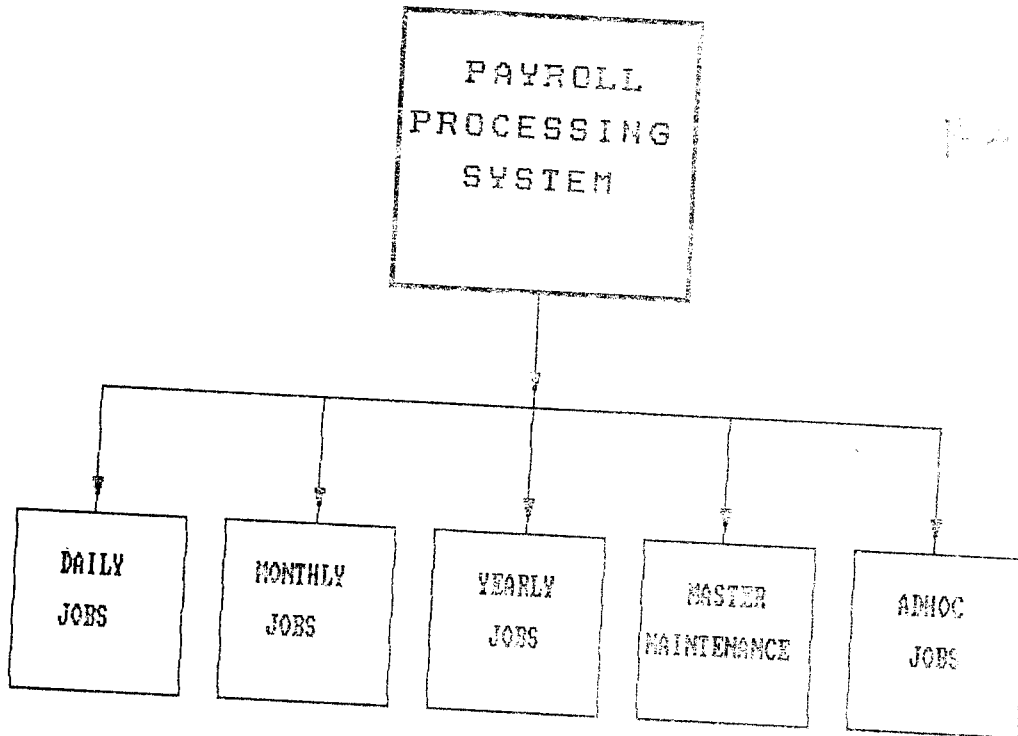 PAYROLL
PROCESSING
SYSTEM
DAILY
JOBS
MONTHLY
JOBS
YEARLY
JOBS
MASTER
MAINTENANCE
ADHOC
JOBS